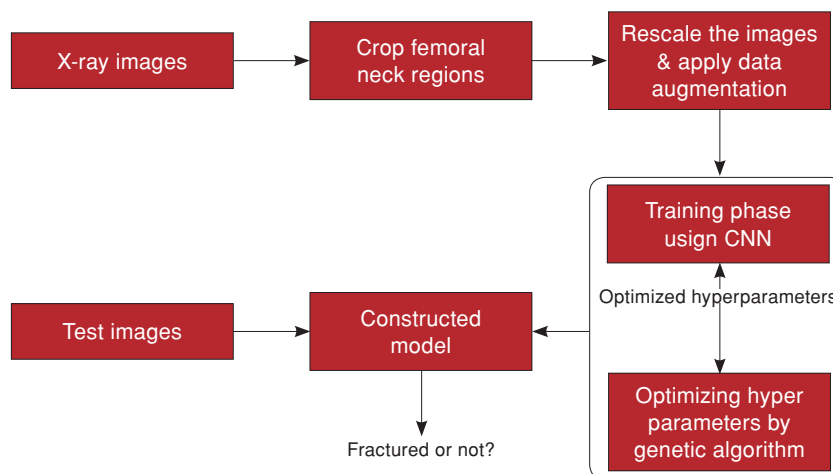 X-ray images
Crop femoral
neck regions
Rescale the images
& apply data
augmentation
Training phase
usign CNN
Optimized hyperparameters
Optimizing hyper
parameters by
genetic algorithm
Test images
Constructed
model
Fractured or not?